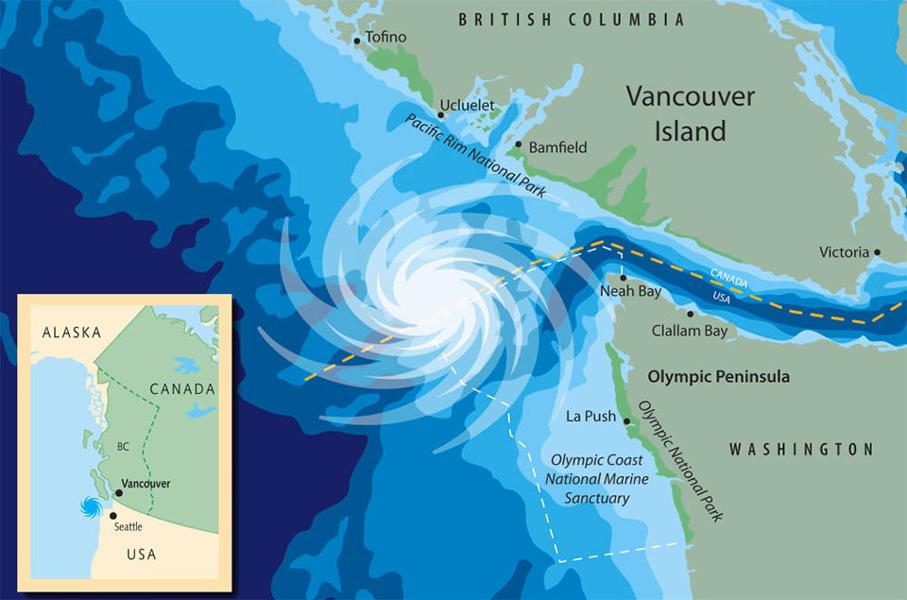 BRITISH COLUMBIA
Tofino
Ucluelet
Pacific Rim National Park
Bamfield
Vancouver
Island
Victoria
CANADA
USA
Neah Bay
Clallam Bay
Olympic Peninsula
La Push
Olympic National Park
WASHINGTON
Olympic Coast
National Marine
Sanctuary
ALASKA
CANADA
BC
Vancouver
Seattle
USA